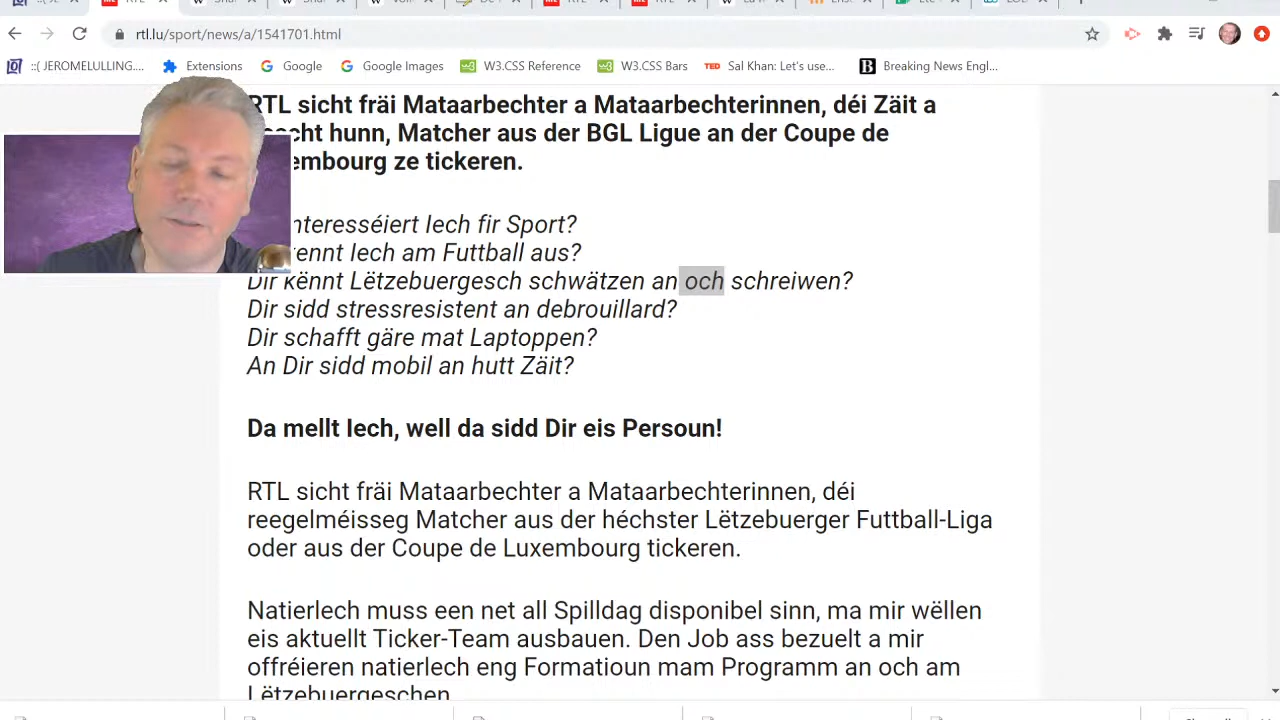 rtl.lu/sport/news/a/1541701.html
::( JEROMELULLING.... Extensions Google Google Images W3.CSS Reference W3.CSS Bars TED Sal Khan: Let's use... B Breaking News Engl...
RTL sicht fräi Mataarbechter a Mataarbechterinnen, déi Zäit a
hunn, Matcher aus der BGL Ligue an der Coupe de
ze tickeren.
Iech fir Sport?
Iech am Futtball aus?
Dir kënnt Lëtzebuergesch schwätzen an och schreiwen?
Dir sidd stressresistent an debrouillard?
Dir schafft gäre mat Laptoppen?
An Dir sidd mobil an hutt Zäit?
Da mellt Iech, well da sidd Dir eis Persoun!
RTL sicht fräi Mataarbechter a Mataarbechterinnen, déi
reegelméisseg Matcher aus der héchster Lëtzebuerger Futtball-Liga
oder aus der Coupe de Luxembourg tickeren.
Natierlech muss een net all Spilldag disponibel sinn, ma mir wëllen
eis aktuellt Ticker-Team ausbauen. Den Job ass bezuelt a mir
offréieren natierlech eng Formatioun mam Programm an och am
Lëtzebuergeschen